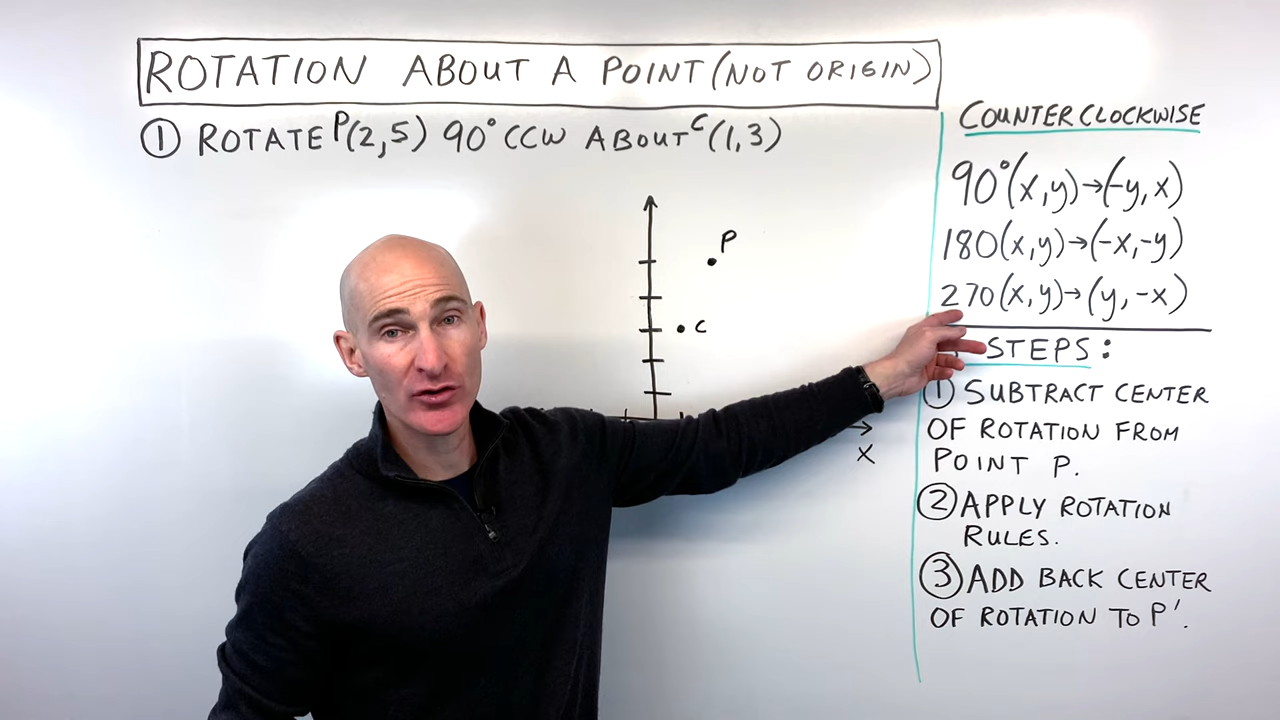 ROTATION ABOUT A POINT (NOT ORIGIN)
① ROTATE P(2,5) 90° CCW ABOUT C(1,3)
P
C
X
COUNTERCLOCKWISE
90° (x,y)→(-y,x)
180 (x,y)→(-x,-y)
270 (x,y)→(y,-x)
STEPS:
① SUBTRACT CENTER
OF ROTATION FROM
POINT P.
② APPLY ROTATION
RULES.
③ ADD BACK CENTER
OF ROTATION TO P'.